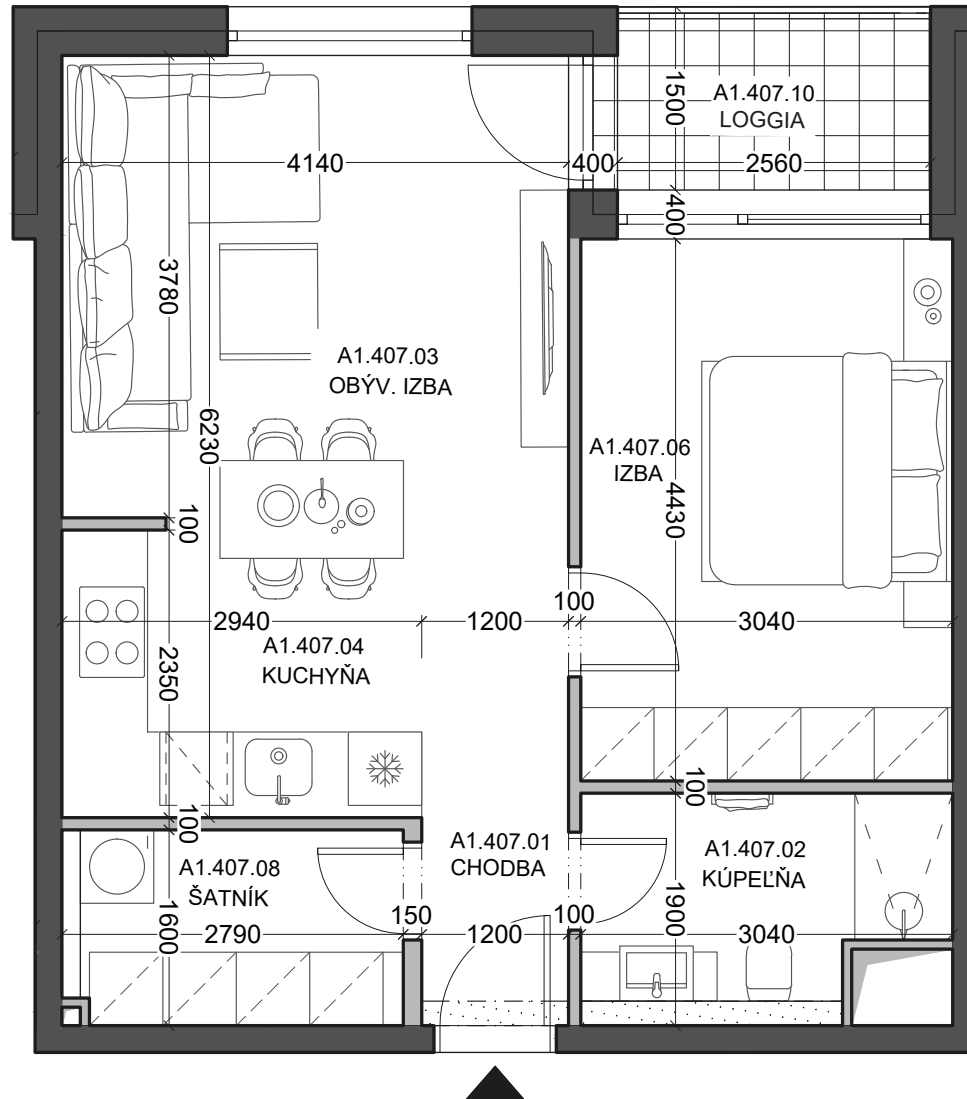 1500
A1.407.10
LOGGIA
4140
400
2560
400
3780
A1.407.03
OBÝV. IZBA
6230
A1.407.06
IZBA
4430
100
100
2940
1200
3040
A1.407.04
KUCHYŇA
2350
100
100
A1.407.01
CHODBA
A1.407.02
KÚPEĽŇA
A1.407.08
ŠATNÍK
1600
2790
150
1200
100
1900
3040